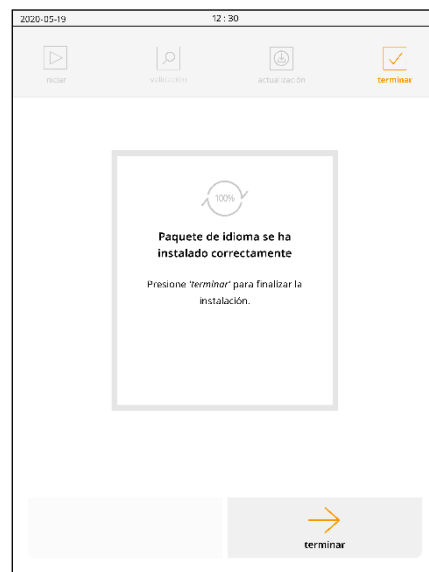 2020-05-19 12:30
niciar validación actualización terminar
100%
Paquete de idioma se ha
instalado correctamente
Presione 'terminar' para finalizar la
instalación.
terminar